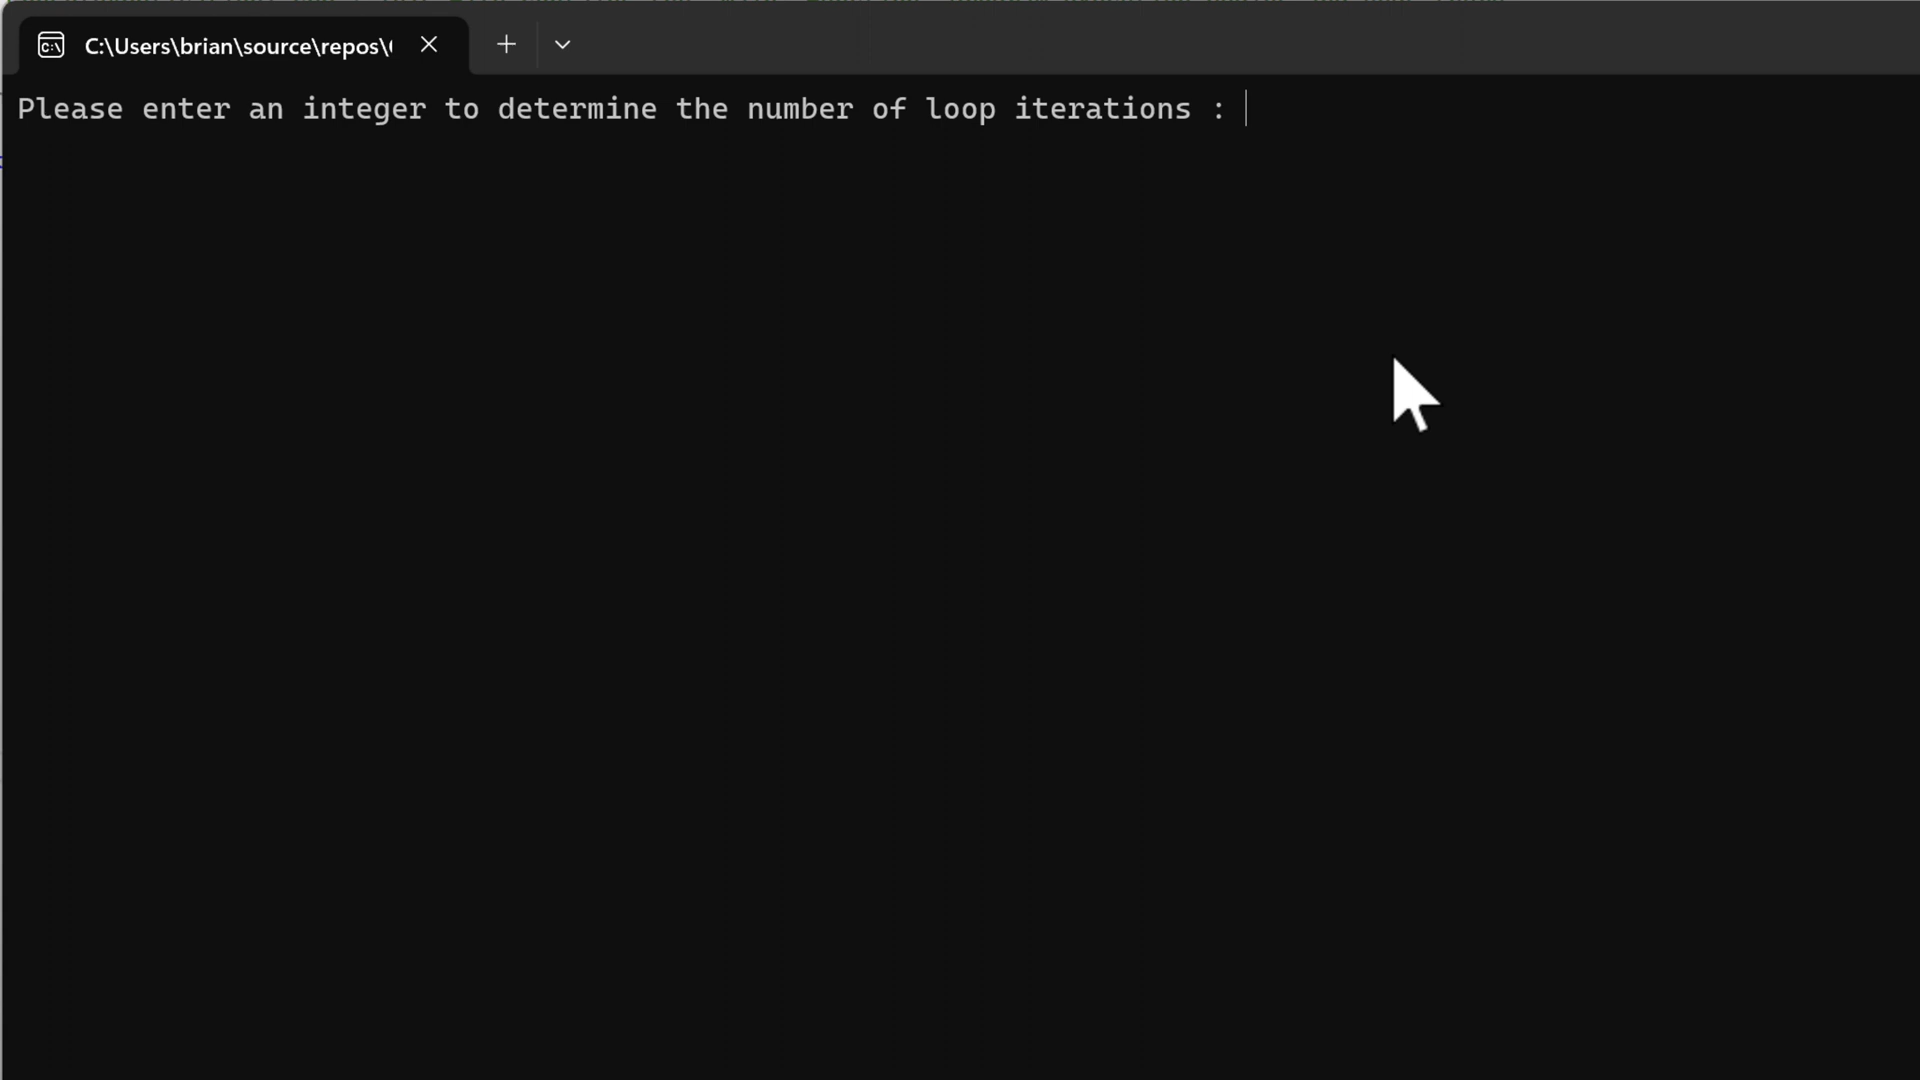 C:\Users\brian\source\repos\
Please enter an integer to determine the number of loop iterations :